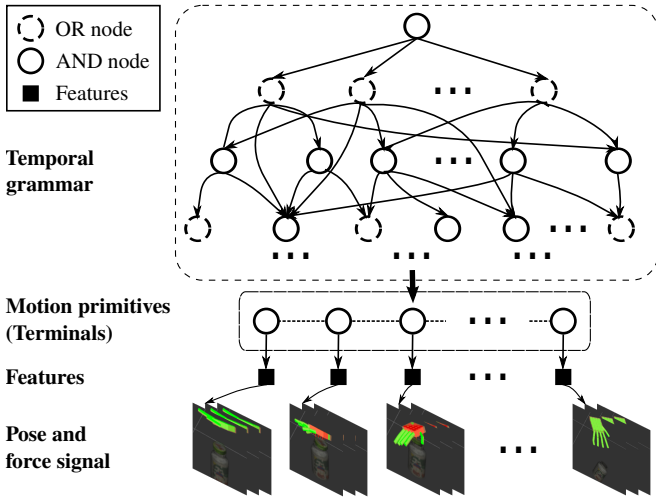 OR node
AND node
Features
Temporal
grammar
Motion primitives
(Terminals)
Features
Pose and
force signal